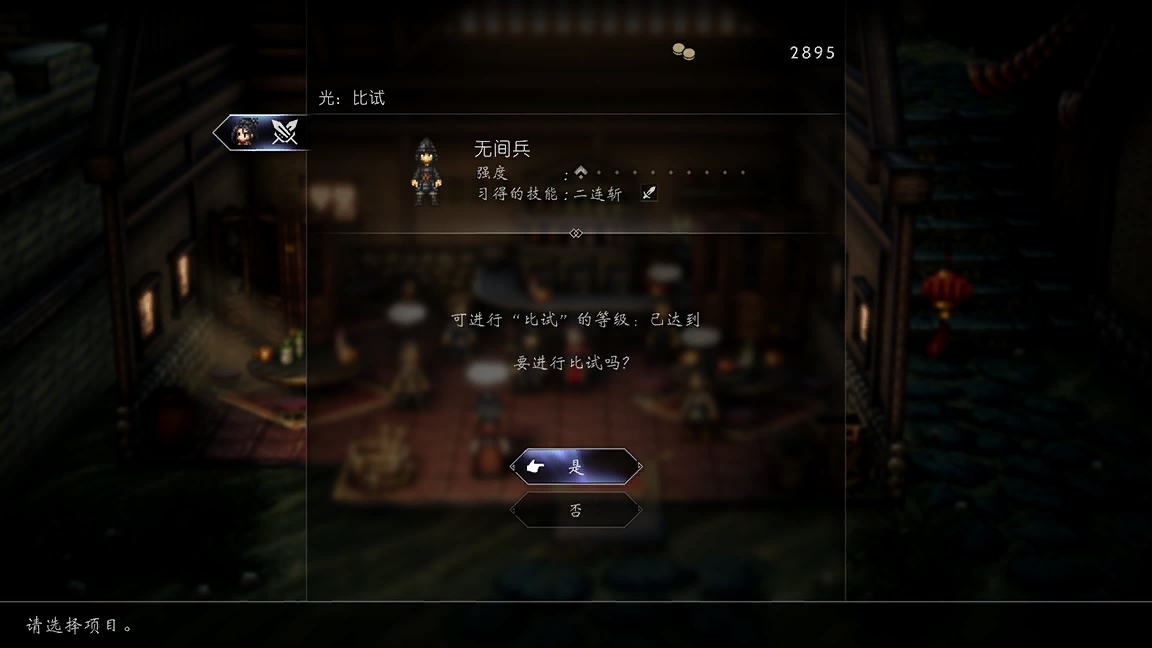 2895
光：比试
无间兵
强度 :
习得的技能 : 二连斩
可进行“比试”的等级：已达到
要进行比试吗？
是
否
请选择项目。